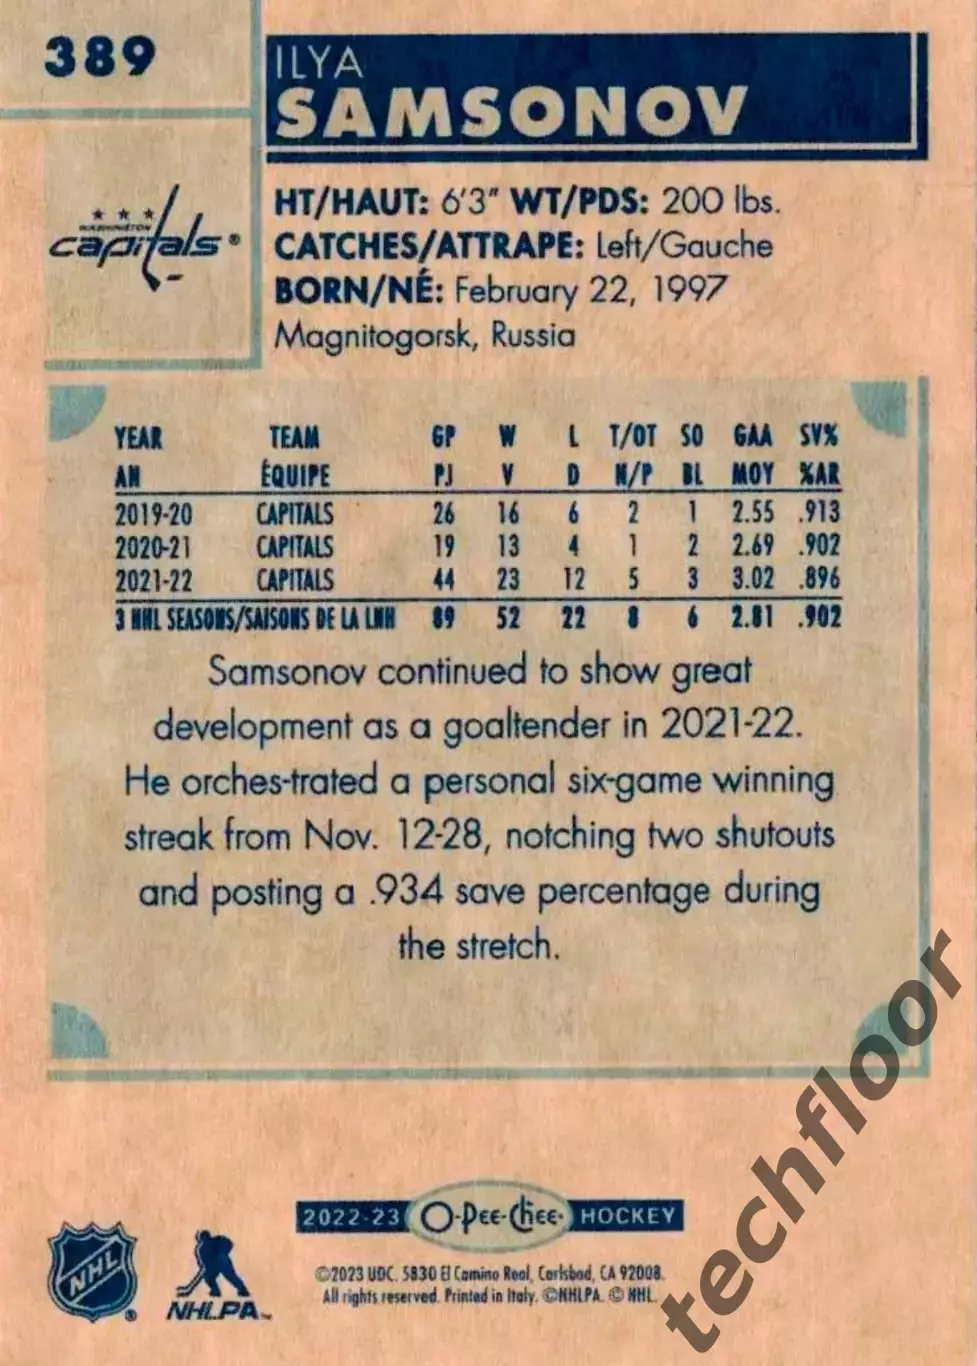 389
ILYA
SAMSONOV
WASHINGTON
capitals®
HT/HAUT: 6'3" WT/PDS: 200 lbs.
CATCHES/ATTRAPE: Left/Gauche
BORN/NÉ: February 22, 1997
Magnitogorsk, Russia
YEAR TEAM GP W L T/OT SO GAA SV%
AN ÉQUIPE PJ V D N/P BL MOY %AR
2019-20 CAPITALS 26 16 6 2 1 2.55 .913
2020-21 CAPITALS 19 13 4 1 2 2.69 .902
2021-22 CAPITALS 44 23 12 5 3 3.02 .896
3 NHL SEASONS/SAISONS DE LA LNH 89 52 22 8 6 2.81 .902
Samsonov continued to show great
development as a goaltender in 2021-22.
He orches-trated a personal six-game winning
streak from Nov. 12-28, notching two shutouts
and posting a .934 save percentage during
the stretch.
techfloor
2022-23 O-Pee-Chee HOCKEY
NHL®
NHLPA™
©2023 UDC. 5830 El Camino Real, Carlsbad, CA 92008.
All rights reserved. Printed in Italy. ©NHLPA. © NHL.